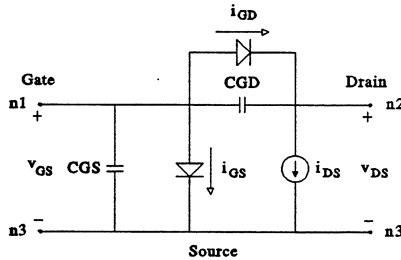 iGD
Gate
CGD
Drain
n1
n2
+
+
vGS
CGS
iGS
iDS
vDS
−
−
n3
n3
Source